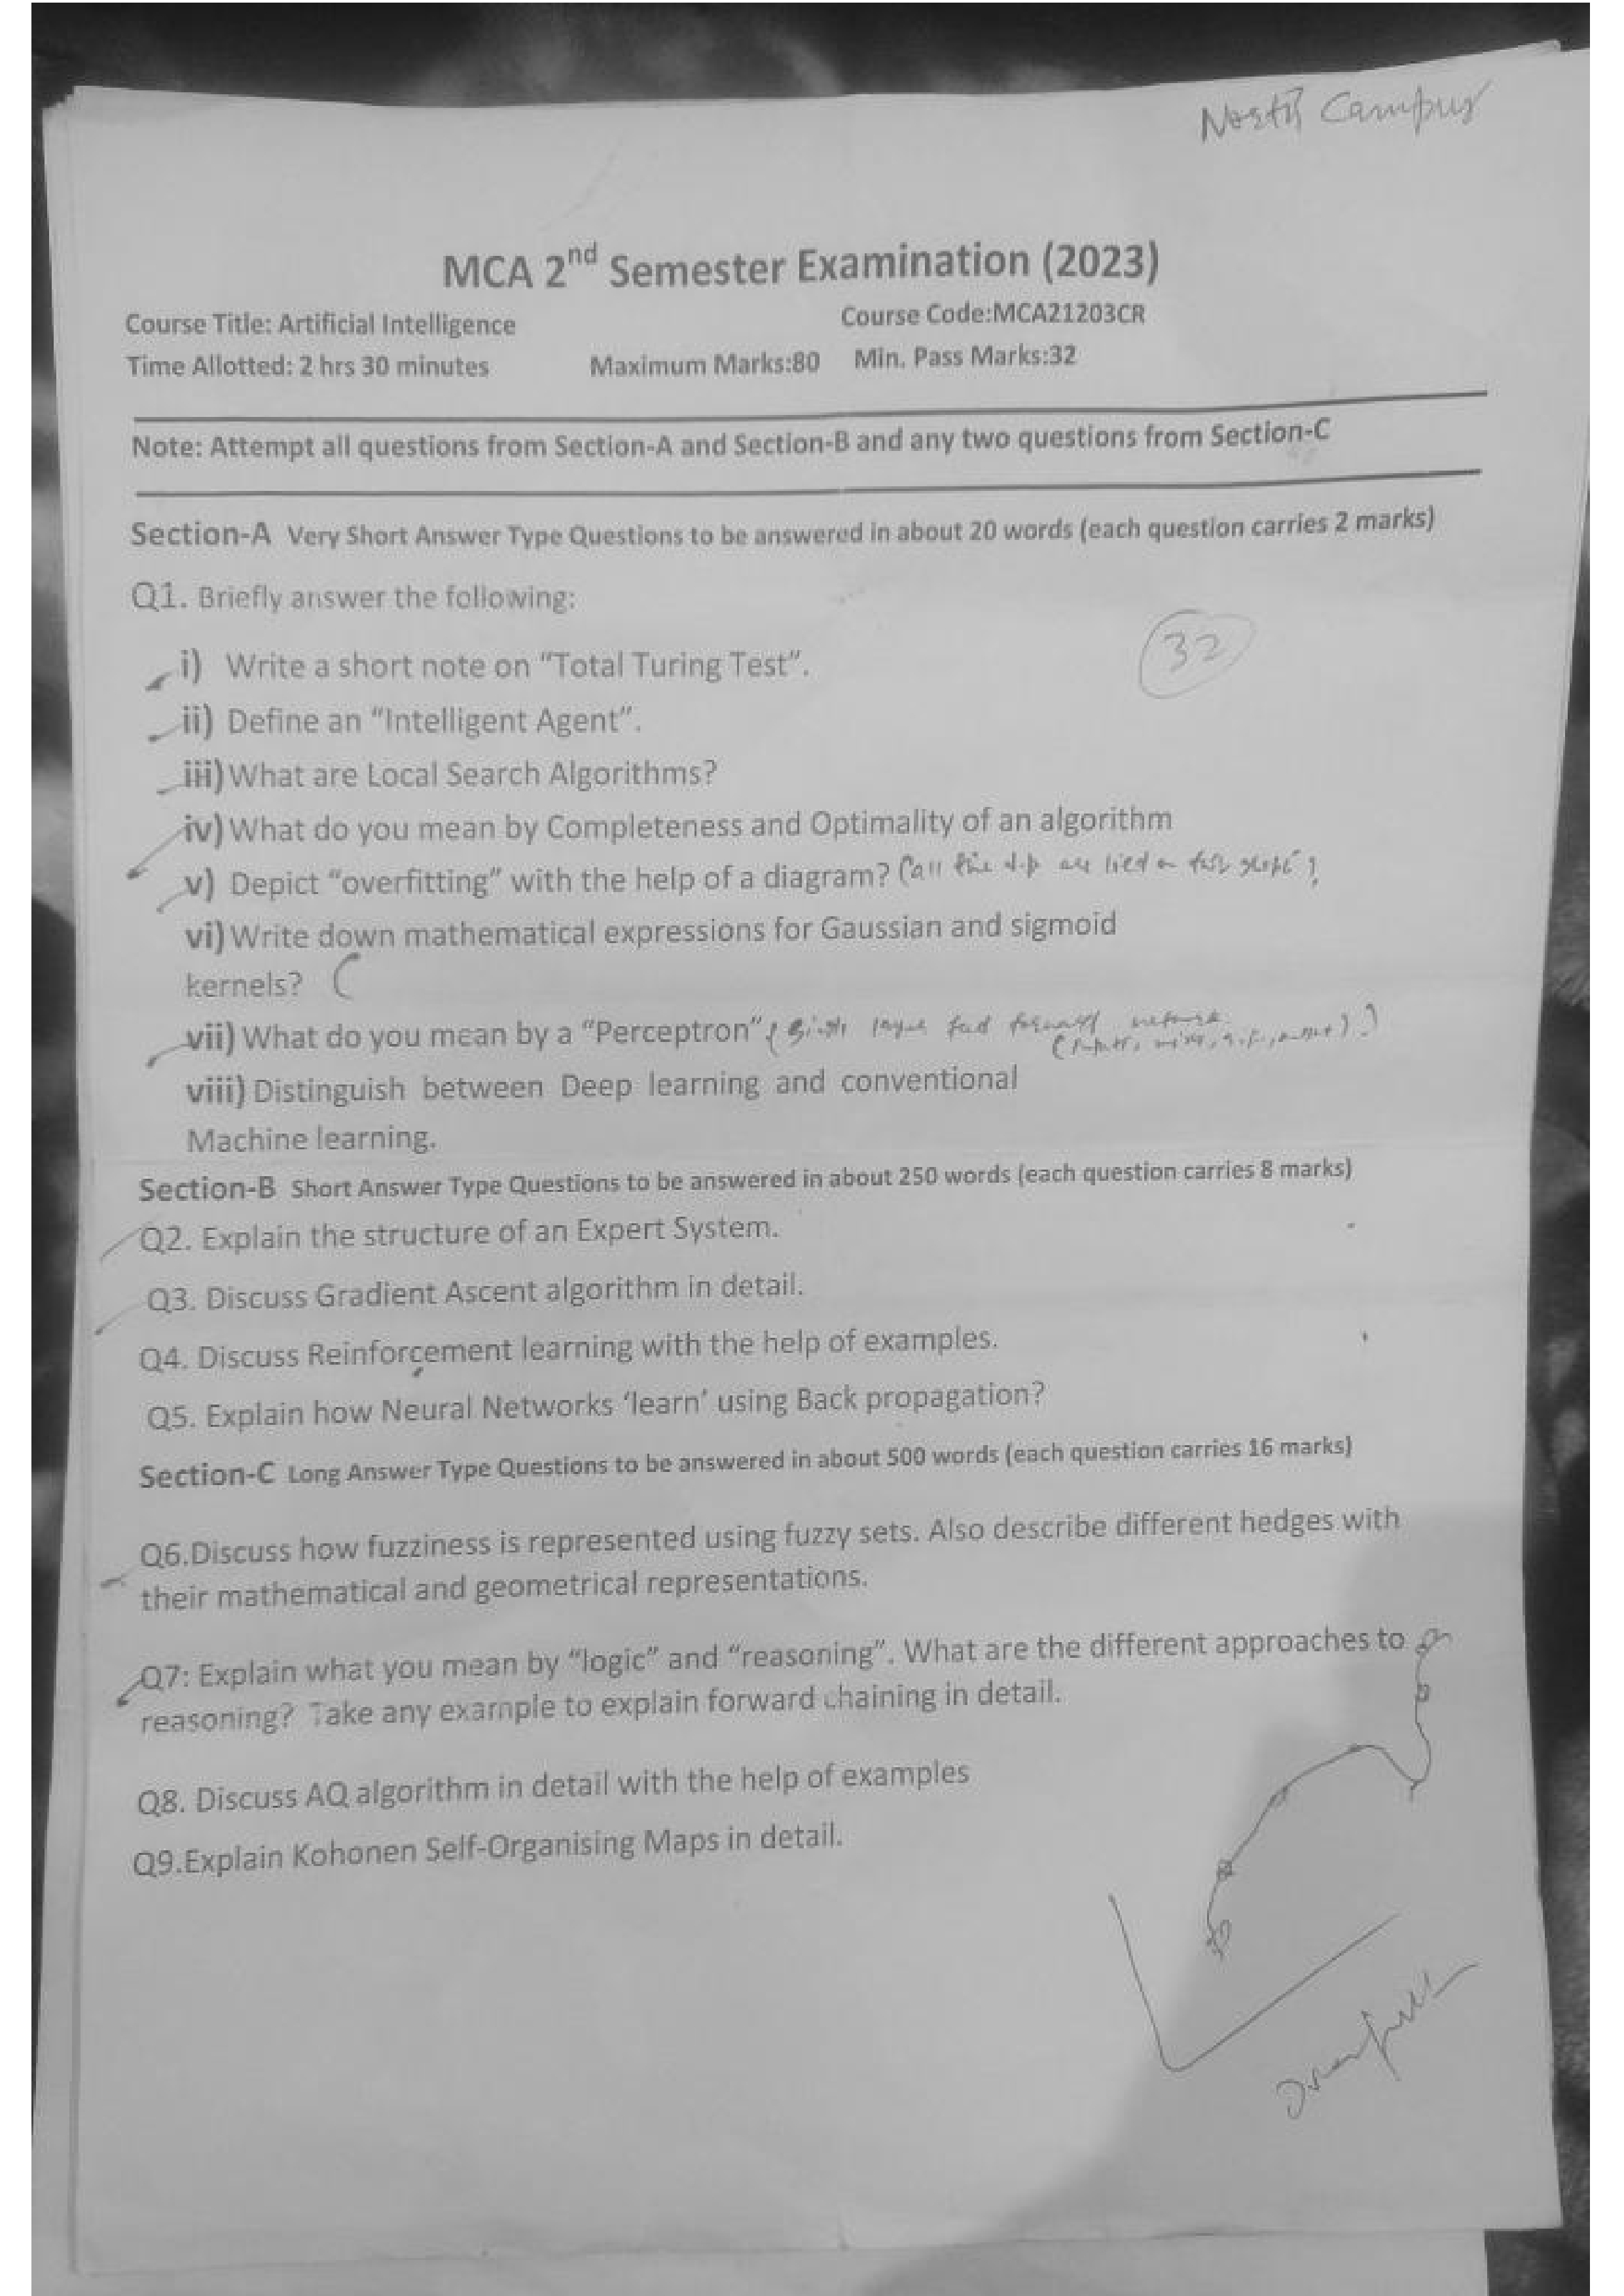 North Campus
MCA 2nd Semester Examination (2023)
Course Title: Artificial Intelligence Course Code:MCA21203CR
Time Allotted: 2 hrs 30 minutes Maximum Marks:80 Min. Pass Marks:32
Note: Attempt all questions from Section-A and Section-B and any two questions from Section-C
Section-A Very Short Answer Type Questions to be answered in about 20 words (each question carries 2 marks)
Q1. Briefly answer the following:
32
i) Write a short note on "Total Turing Test".
ii) Define an "Intelligent Agent".
iii) What are Local Search Algorithms?
iv) What do you mean by Completeness and Optimality of an algorithm
v) Depict "overfitting" with the help of a diagram? (all the
vi) Write down mathematical expressions for Gaussian and sigmoid
kernels? (
vii) What do you mean by a "Perceptron" {
viii) Distinguish between Deep learning and conventional
Machine learning.
Section-B Short Answer Type Questions to be answered in about 250 words (each question carries 8 marks)
Q2. Explain the structure of an Expert System.
Q3. Discuss Gradient Ascent algorithm in detail.
Q4. Discuss Reinforcement learning with the help of examples.
Q5. Explain how Neural Networks 'learn' using Back propagation?
Section-C Long Answer Type Questions to be answered in about 500 words (each question carries 16 marks)
Q6.Discuss how fuzziness is represented using fuzzy sets. Also describe different hedges with
their mathematical and geometrical representations.
Q7: Explain what you mean by "logic" and "reasoning". What are the different approaches to
reasoning? Take any example to explain forward chaining in detail.
Q8. Discuss AQ algorithm in detail with the help of examples
Q9.Explain Kohonen Self-Organising Maps in detail.